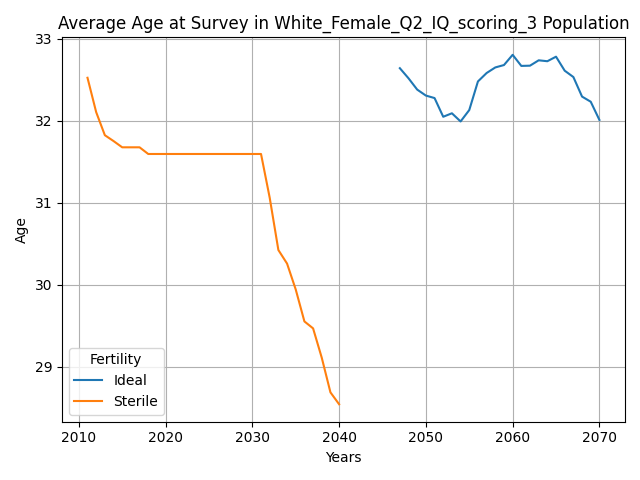 Average Age at Survey in White_Female_Q2_IQ_scoring_3 Population
Age
33
32
31
30
29
Fertility
Ideal
Sterile
2010 2020 2030 2040 2050 2060 2070
Years